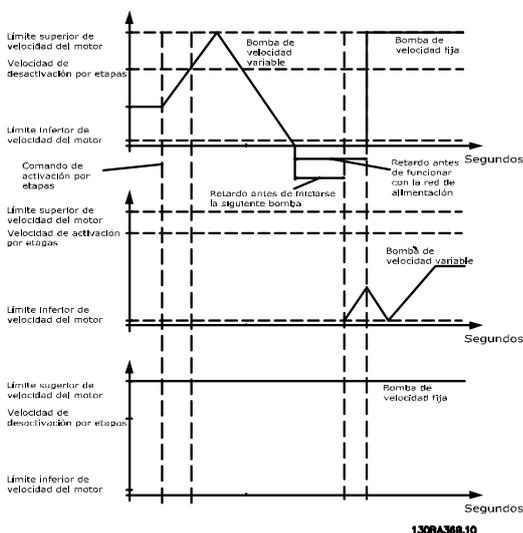 Límite superior de
velocidad del motor
Velocidad de
desactivación por etapas
Bomba de
velocidad
variable
Bomba de
velocidad fija
Límite Inferior de
velocidad del motor
Segundos
Comando de
activación por
etapas
Retardo antes
de funcionar
con la red de
alimentación
Retardo antes de iniciarse
la siguiente bomba
Límite superior de
velocidad del motor
Velocidad de activación
por etapas
Bomba de
velocidad variable
Límite Inferior de
velocidad del motor
Segundos
Límite superior de
velocidad del motor
Bomba de
velocidad fija
Velocidad de
desactivación por etapas
Límite inferior de
velocidad del motor
Segundos
130BA369.10